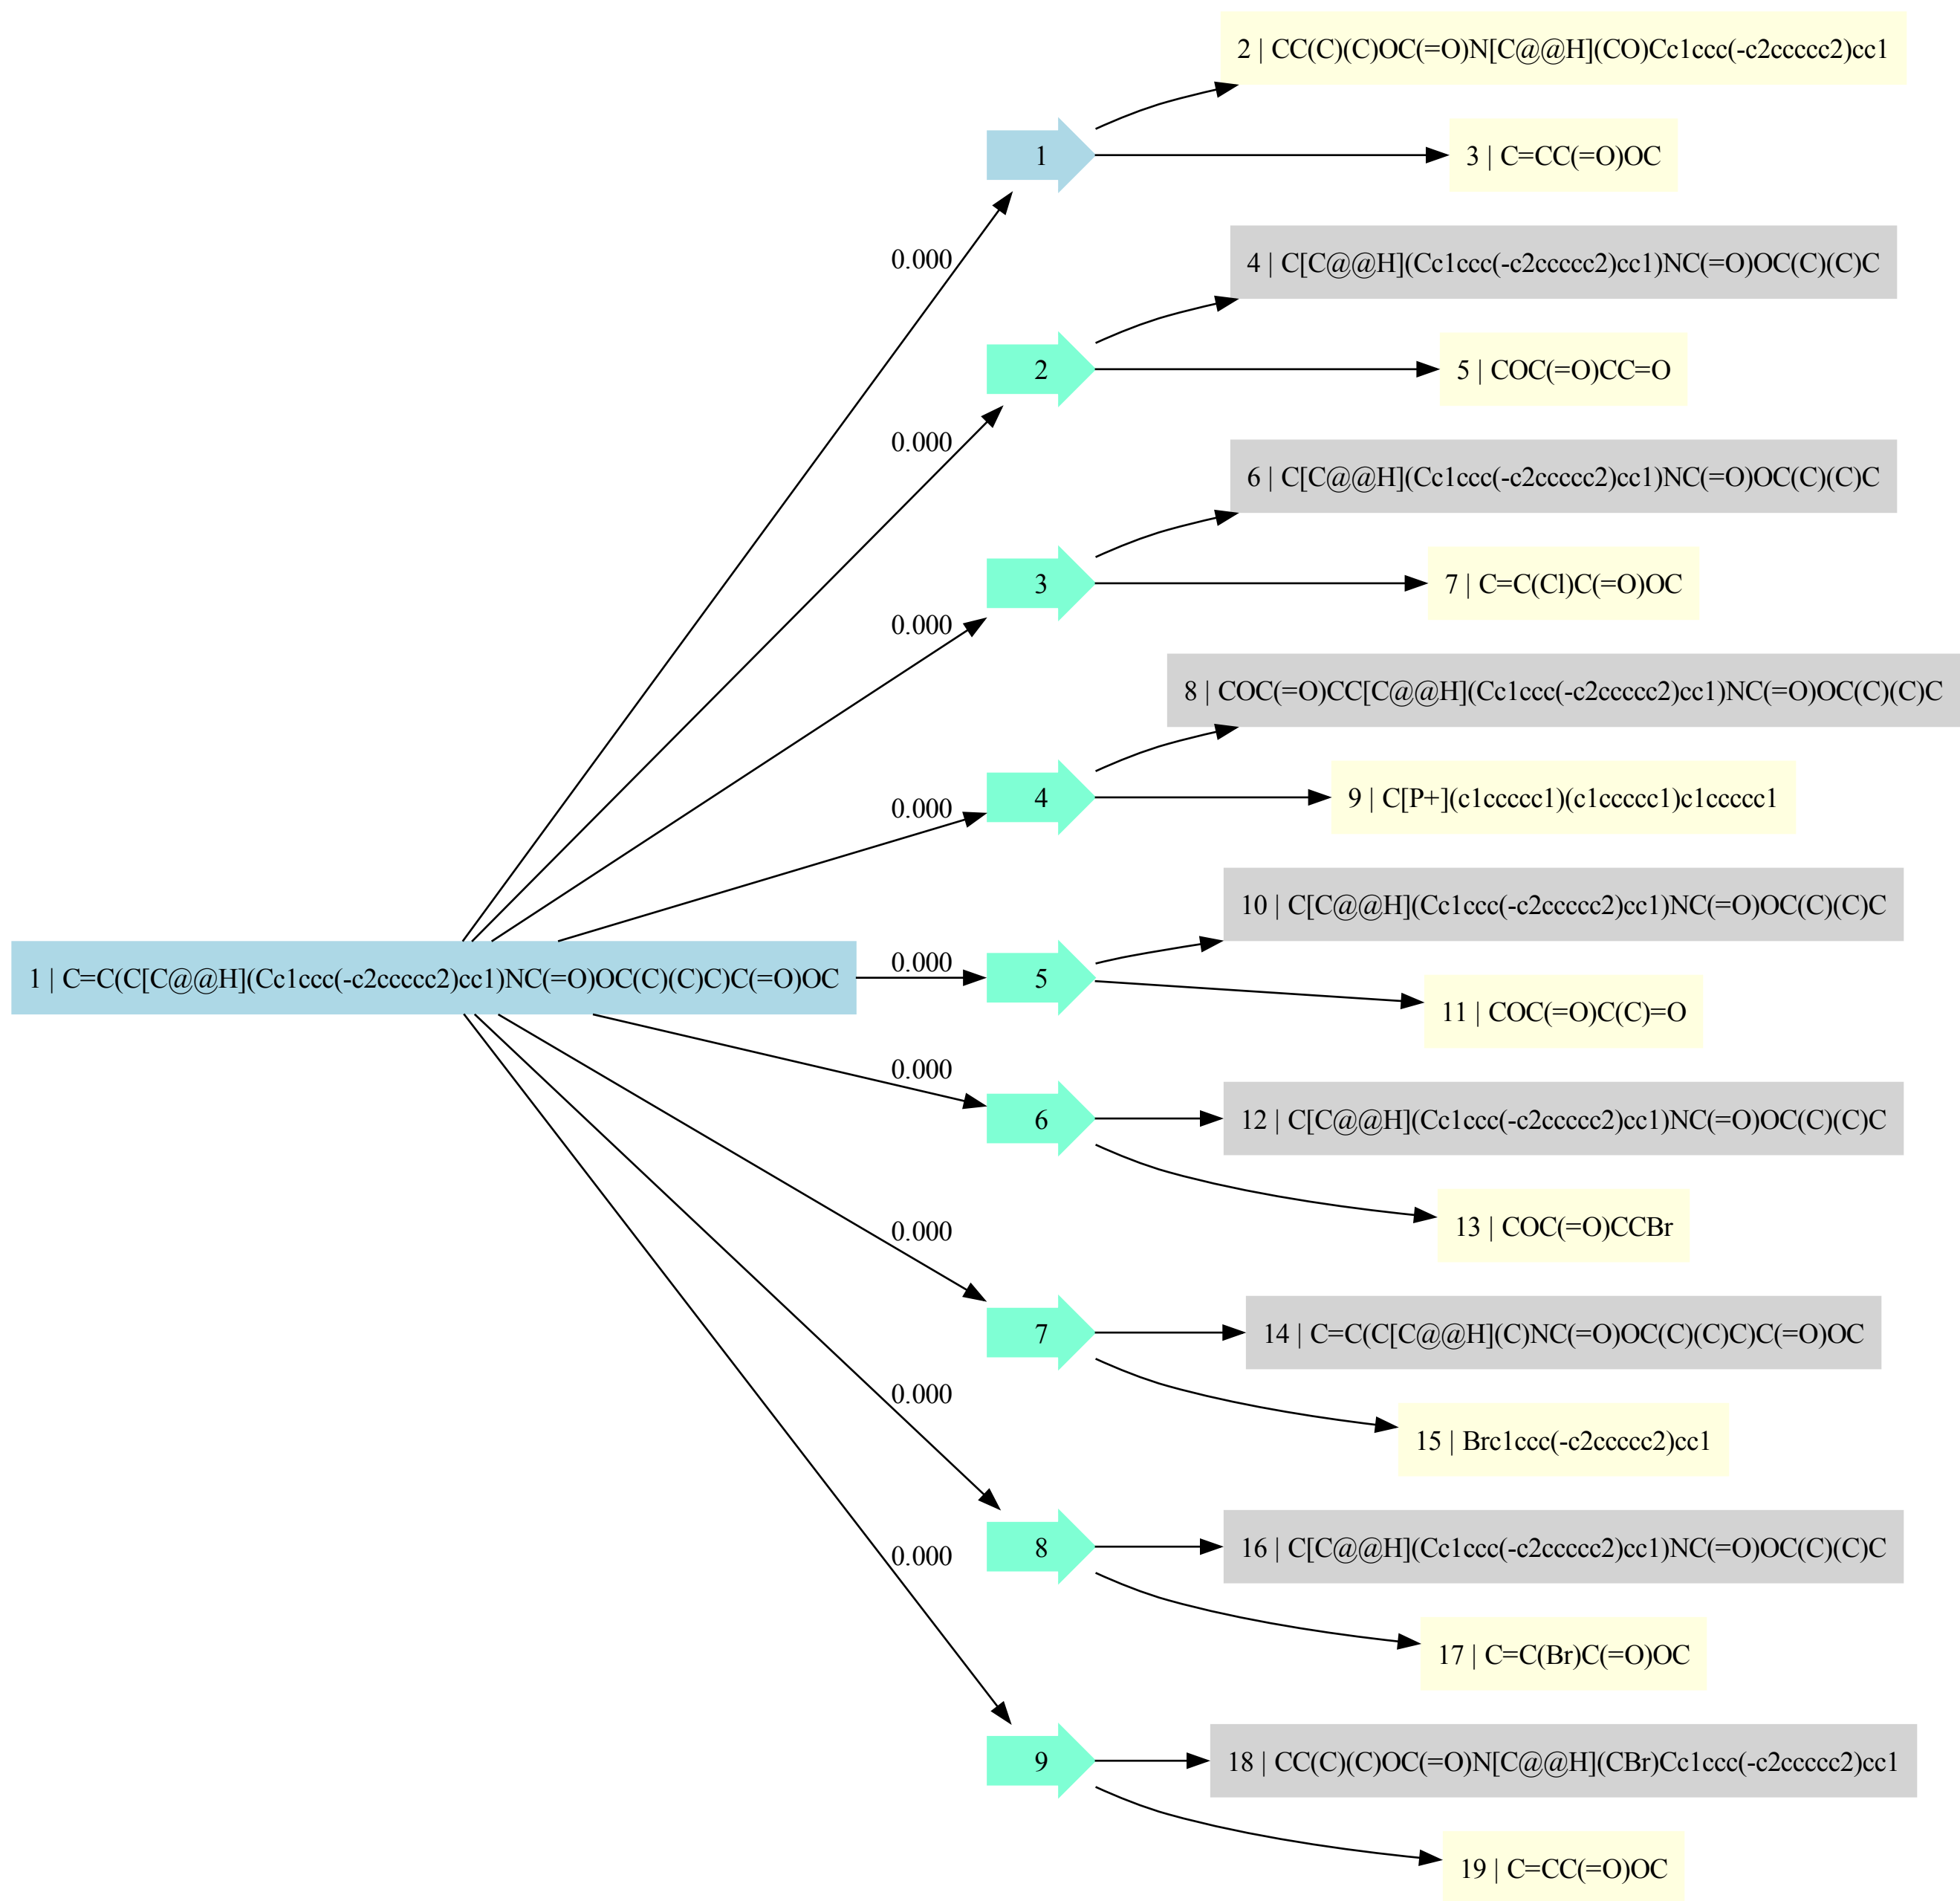 2 | CC(C)(C)OC(=O)N[C@@H](CO)Cc1ccc(-c2ccccc2)cc1
1
3 | C=CC(=O)OC
0.000
4 | C[C@@H](Cc1ccc(-c2ccccc2)cc1)NC(=O)OC(C)(C)C
2
5 | COC(=O)CC=O
0.000
6 | C[C@@H](Cc1ccc(-c2ccccc2)cc1)NC(=O)OC(C)(C)C
3
7 | C=C(Cl)C(=O)OC
0.000
8 | COC(=O)CC[C@@H](Cc1ccc(-c2ccccc2)cc1)NC(=O)OC(C)(C)C
4
9 | C[P+](c1ccccc1)(c1ccccc1)c1ccccc1
0.000
10 | C[C@@H](Cc1ccc(-c2ccccc2)cc1)NC(=O)OC(C)(C)C
1 | C=C(C[C@@H](Cc1ccc(-c2ccccc2)cc1)NC(=O)OC(C)(C)C)C(=O)OC
0.000
5
11 | COC(=O)C(C)=O
0.000
12 | C[C@@H](Cc1ccc(-c2ccccc2)cc1)NC(=O)OC(C)(C)C
6
13 | COC(=O)CCBr
0.000
14 | C=C(C[C@@H](C)NC(=O)OC(C)(C)C)C(=O)OC
7
15 | Brc1ccc(-c2ccccc2)cc1
0.000
16 | C[C@@H](Cc1ccc(-c2ccccc2)cc1)NC(=O)OC(C)(C)C
8
17 | C=C(Br)C(=O)OC
0.000
18 | CC(C)(C)OC(=O)N[C@@H](CBr)Cc1ccc(-c2ccccc2)cc1
9
19 | C=CC(=O)OC